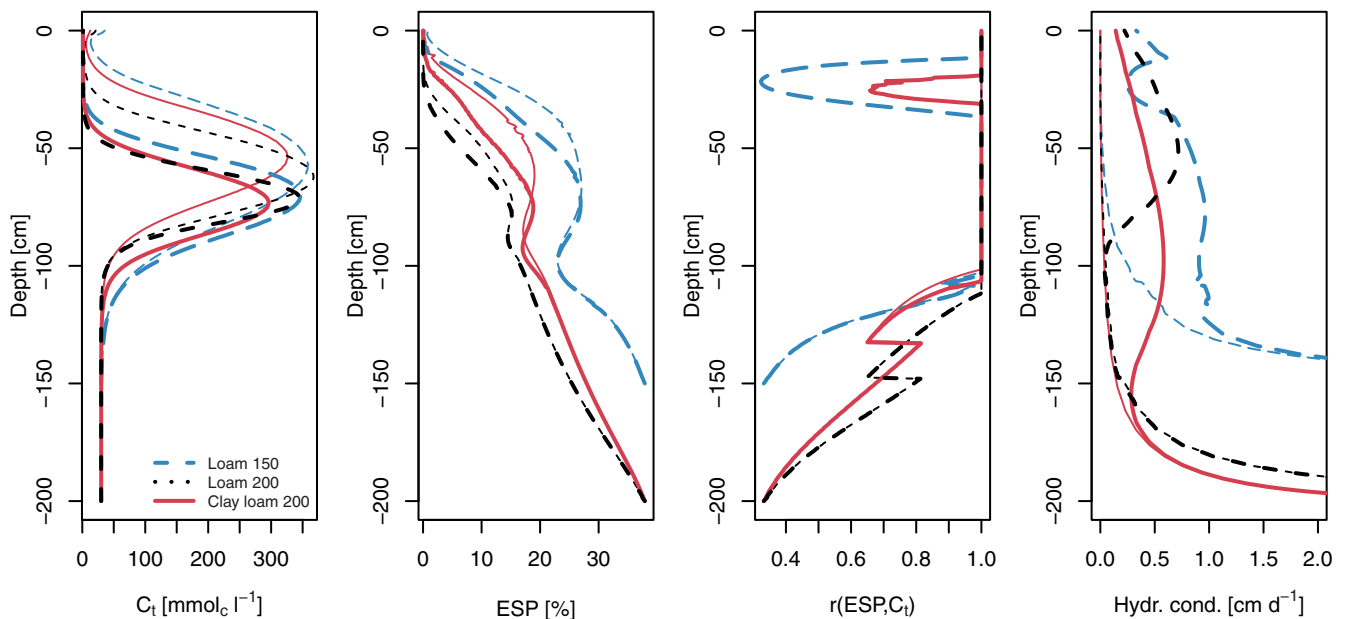 0
−50
−100
−150
−200
Depth [cm]
0 100 200 300
Cₜ [mmol꜀ l⁻¹]
Loam 150
Loam 200
Clay loam 200
0
−50
−100
−150
−200
Depth [cm]
0 10 20 30
ESP [%]
0
−50
−100
−150
−200
Depth [cm]
0.4 0.6 0.8 1.0
r(ESP,Cₜ)
0
−50
−100
−150
−200
Depth [cm]
0.0 0.5 1.0 1.5 2.0
Hydr. cond. [cm d⁻¹]